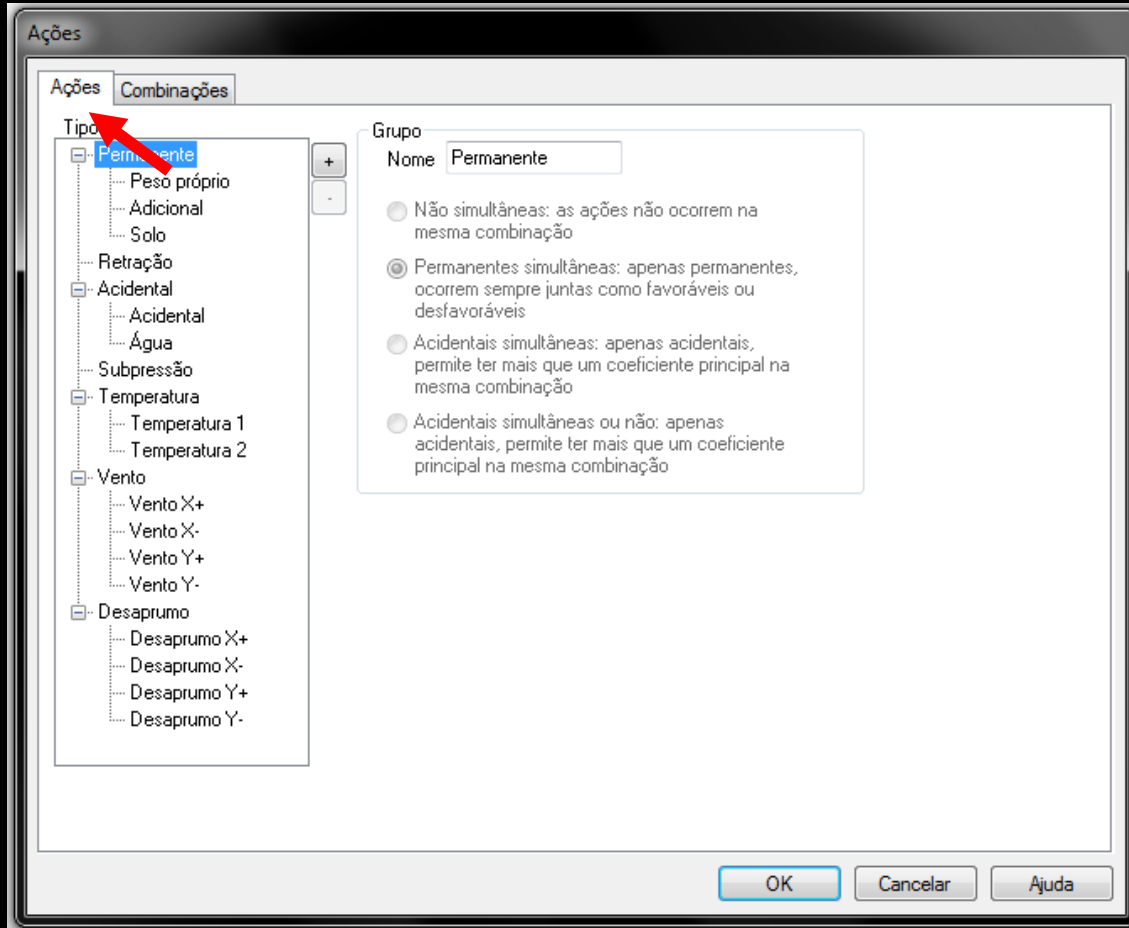 Ações
Ações
Combinações
Permanente
Peso próprio
Adicional
Solo
Retração
Acidental
Acidental
Água
Subpressão
Temperatura
Temperatura 1
Temperatura 2
Vento
Vento X+
Vento X-
Vento Y+
Vento Y-
Desaprumo
Desaprumo X+
Desaprumo X-
Desaprumo Y+
Desaprumo Y-
+
-
Grupo
Nome Permanente
Não simultâneas: as ações não ocorrem na
mesma combinação
Permanentes simultâneas: apenas permanentes,
ocorrem sempre juntas como favoráveis ou
desfavoráveis
Acidentais simultâneas: apenas acidentais,
permite ter mais que um coeficiente principal na
mesma combinação
Acidentais simultâneas ou não: apenas
acidentais, permite ter mais que um coeficiente
principal na mesma combinação
OK
Cancelar
Ajuda